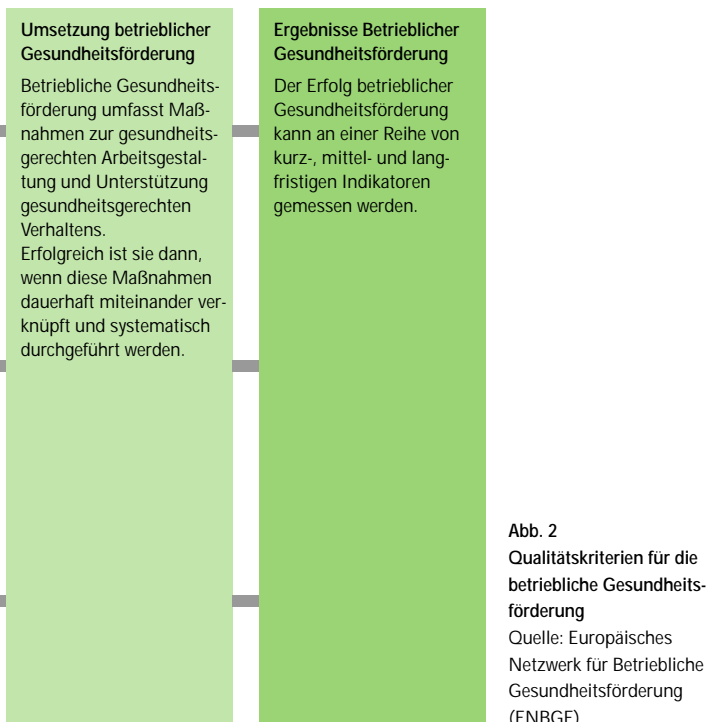 Umsetzung betrieblicher
Gesundheitsförderung
Betriebliche Gesundheits-
förderung umfasst Maß-
nahmen zur gesundheits-
gerechten Arbeitsgestal-
tung und Unterstützung
gesundheitsgerechten
Verhaltens.
Erfolgreich ist sie dann,
wenn diese Maßnahmen
dauerhaft miteinander ver-
knüpft und systematisch
durchgeführt werden.
Ergebnisse Betrieblicher
Gesundheitsförderung
Der Erfolg betrieblicher
Gesundheitsförderung
kann an einer Reihe von
kurz-, mittel- und lang-
fristigen Indikatoren
gemessen werden.
Abb. 2
Qualitätskriterien für die
betriebliche Gesundheits-
förderung
Quelle: Europäisches
Netzwerk für Betriebliche
Gesundheitsförderung
(ENBGF)